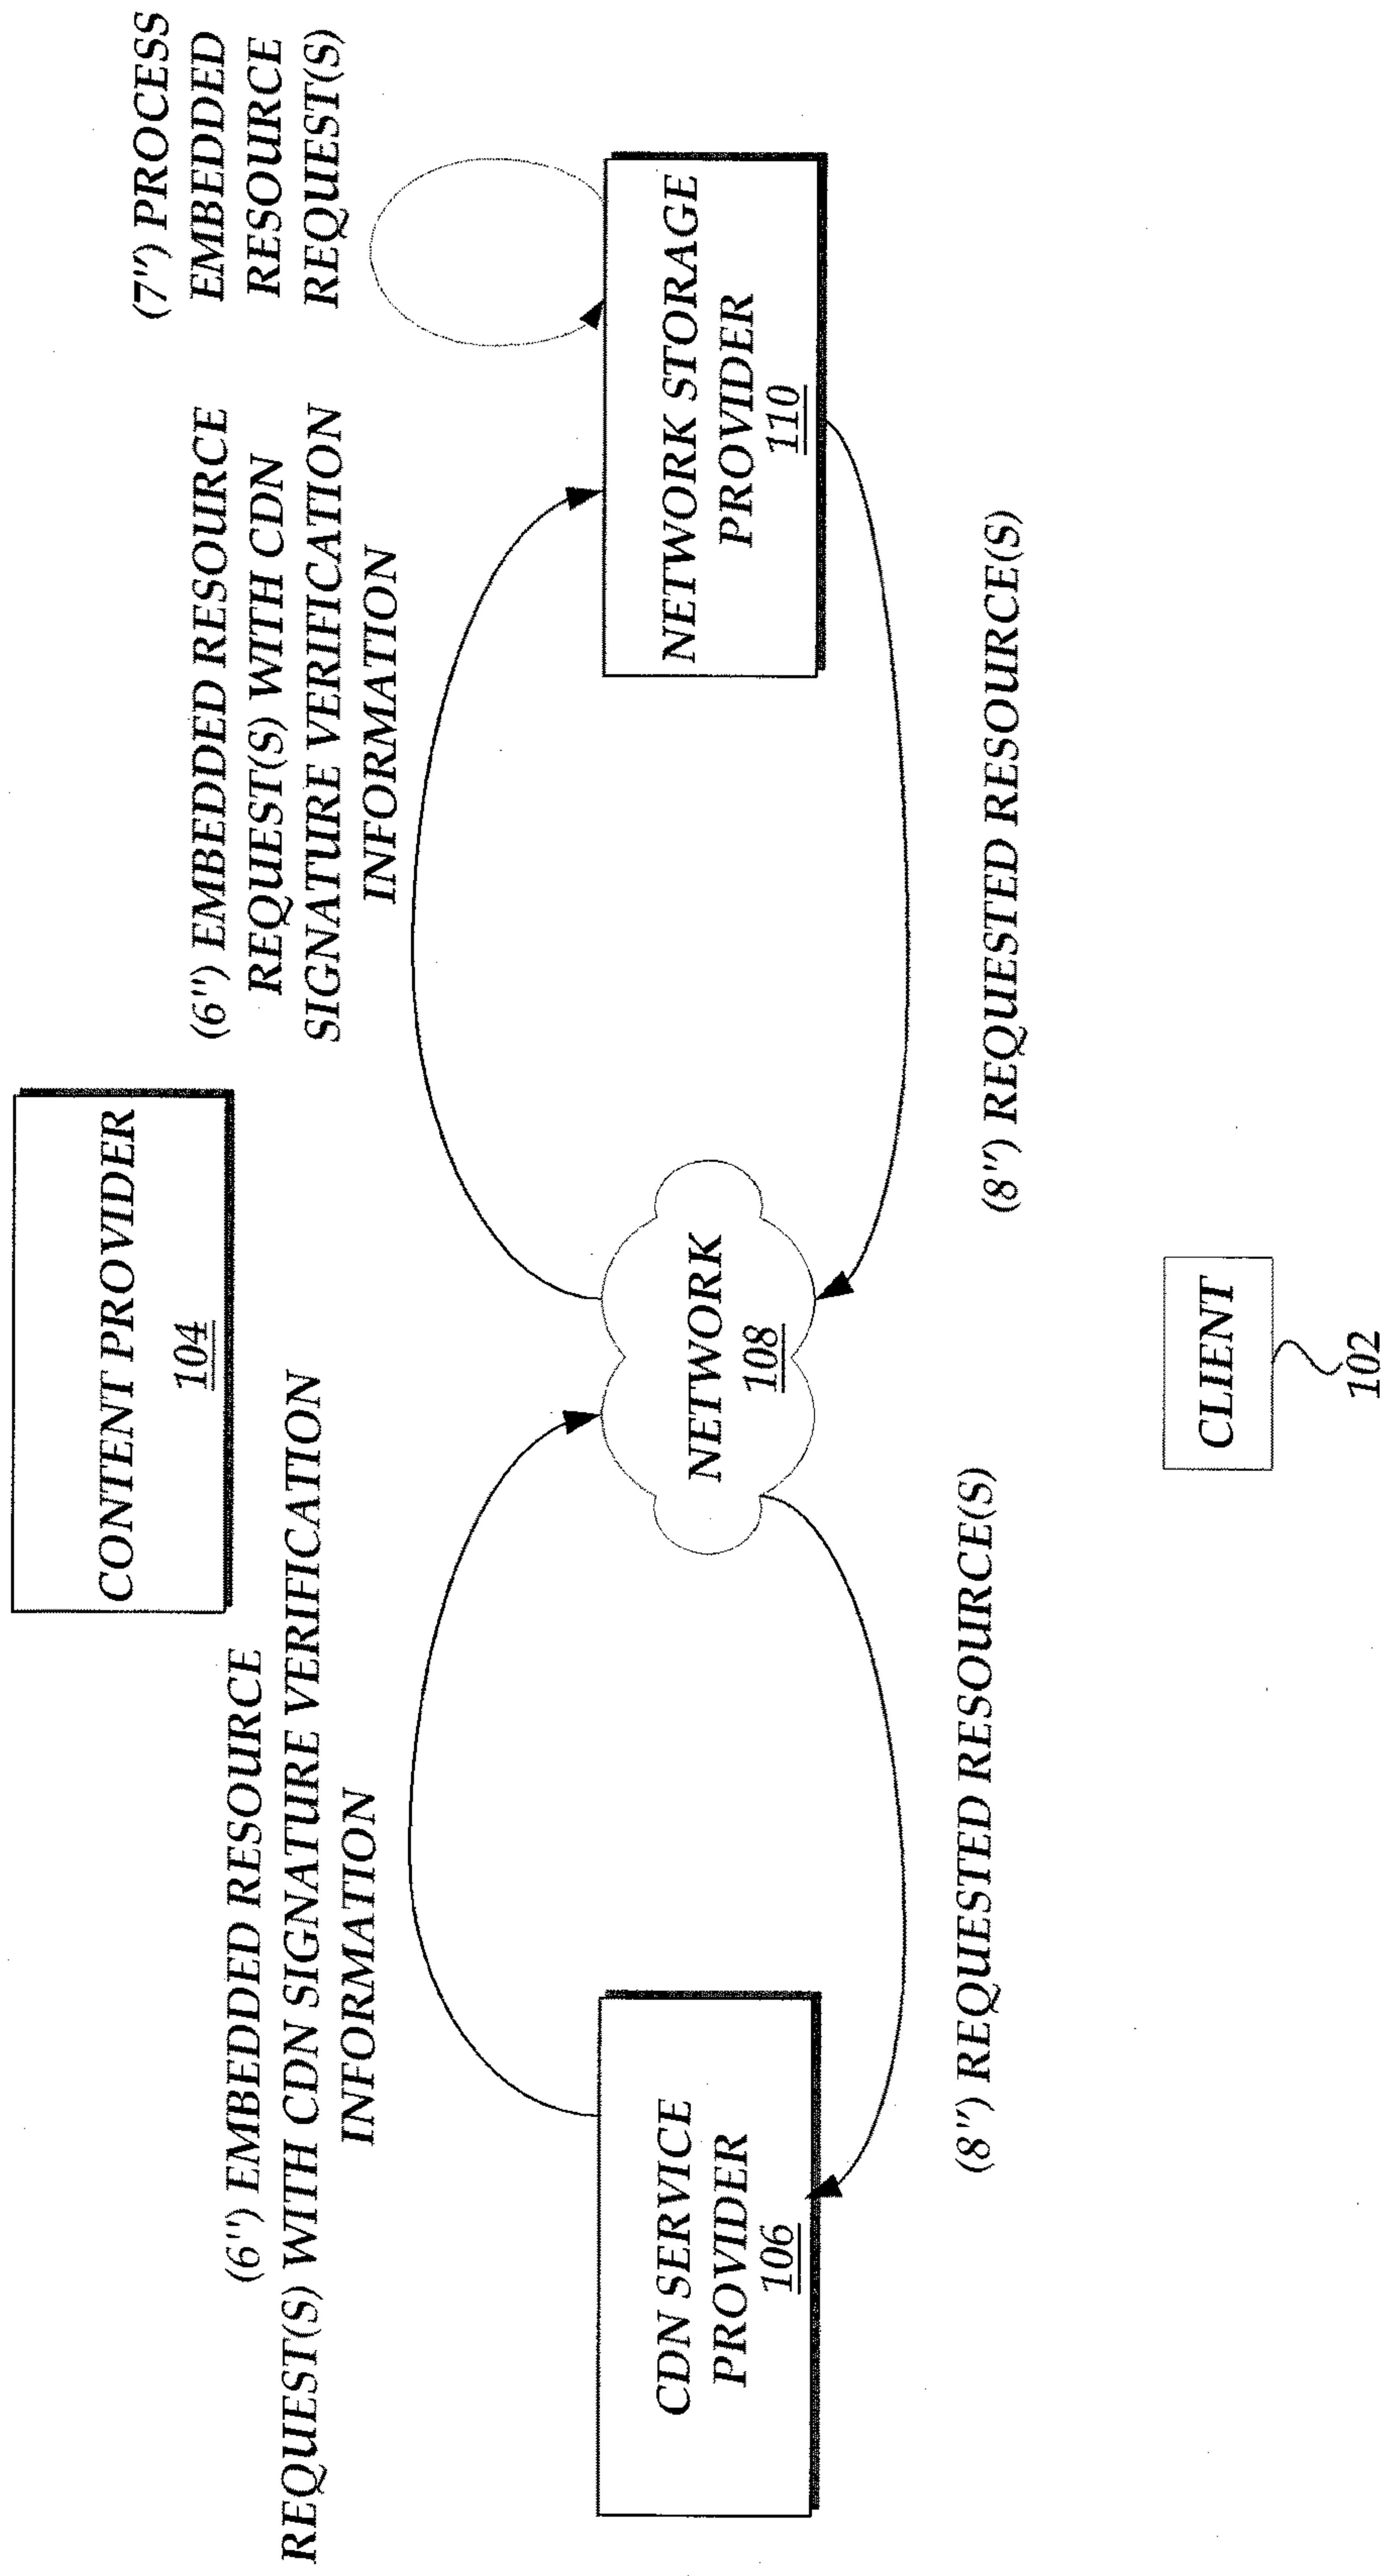 CONTENT PROVIDER
104
(6") EMBEDDED RESOURCE
REQUEST(S) WITH CDN SIGNATURE VERIFICATION
INFORMATION
(6") EMBEDDED RESOURCE
REQUEST(S) WITH CDN
SIGNATURE VERIFICATION
INFORMATION
(7") PROCESS
EMBEDDED
RESOURCE
REQUEST(S)
CDN SERVICE
PROVIDER
106
NETWORK
108
NETWORK STORAGE
PROVIDER
110
(8") REQUESTED RESOURCE(S)
(8") REQUESTED RESOURCE(S)
CLIENT
102